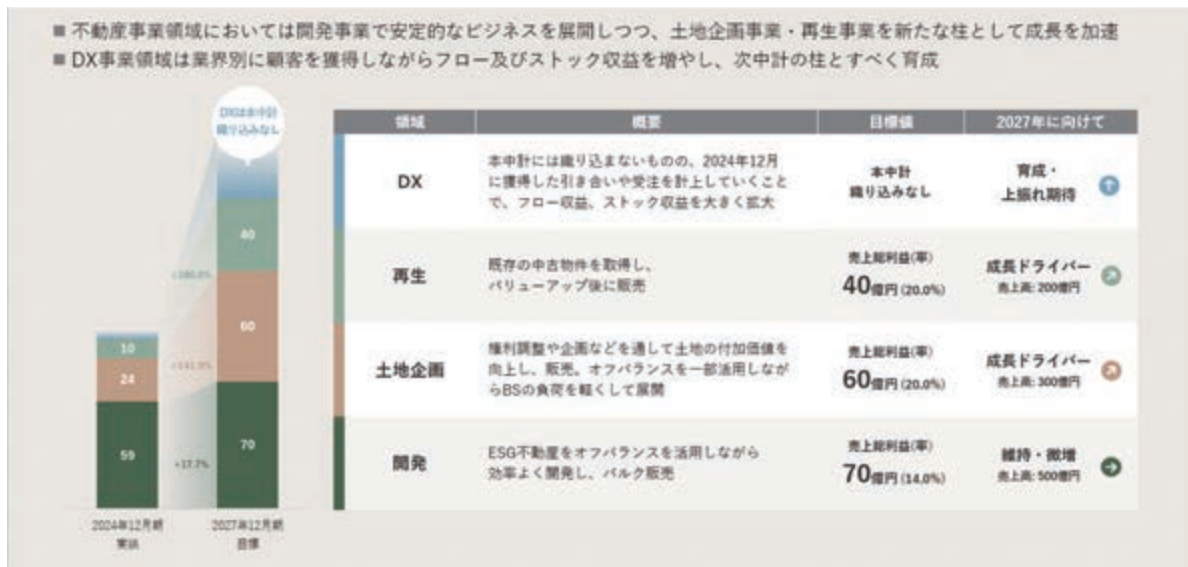 ■ 不動産事業領域においては開発事業で安定的なビジネスを展開しつつ、土地企画事業・再生事業を新たな柱として成長を加速
■ DX事業領域は業界別に顧客を獲得しながらフロー及びストック収益を増やし、次中計の柱とすべく育成
DXは本中計
織り込みなし
40
60
70
+17.7%
10
24
59
2024年12月期
実績
2027年12月期
目標
領域 概要 目標値 2027年に向けて
DX
本中計には織り込まないものの、2024年12月
に獲得した引き合いや受注を計上していくこと
で、フロー収益、ストック収益を大きく拡大
本中計
織り込みなし
育成・
上振れ期待
再生
既存の中古物件を取得し、
バリューアップ後に販売
売上総利益(率)
40億円(20.0%)
成長ドライバー
売上高: 200億円
土地企画
権利調整や企画などを通して土地の付加価値を
向上し、販売。オフバランスを一部活用しなが
らBSの負荷を軽くして展開
売上総利益(率)
60億円(20.0%)
成長ドライバー
売上高: 300億円
開発
ESG不動産をオフバランスを活用しながら
効率よく開発し、バルク販売
売上総利益(率)
70億円(14.0%)
維持・微増
売上高: 500億円